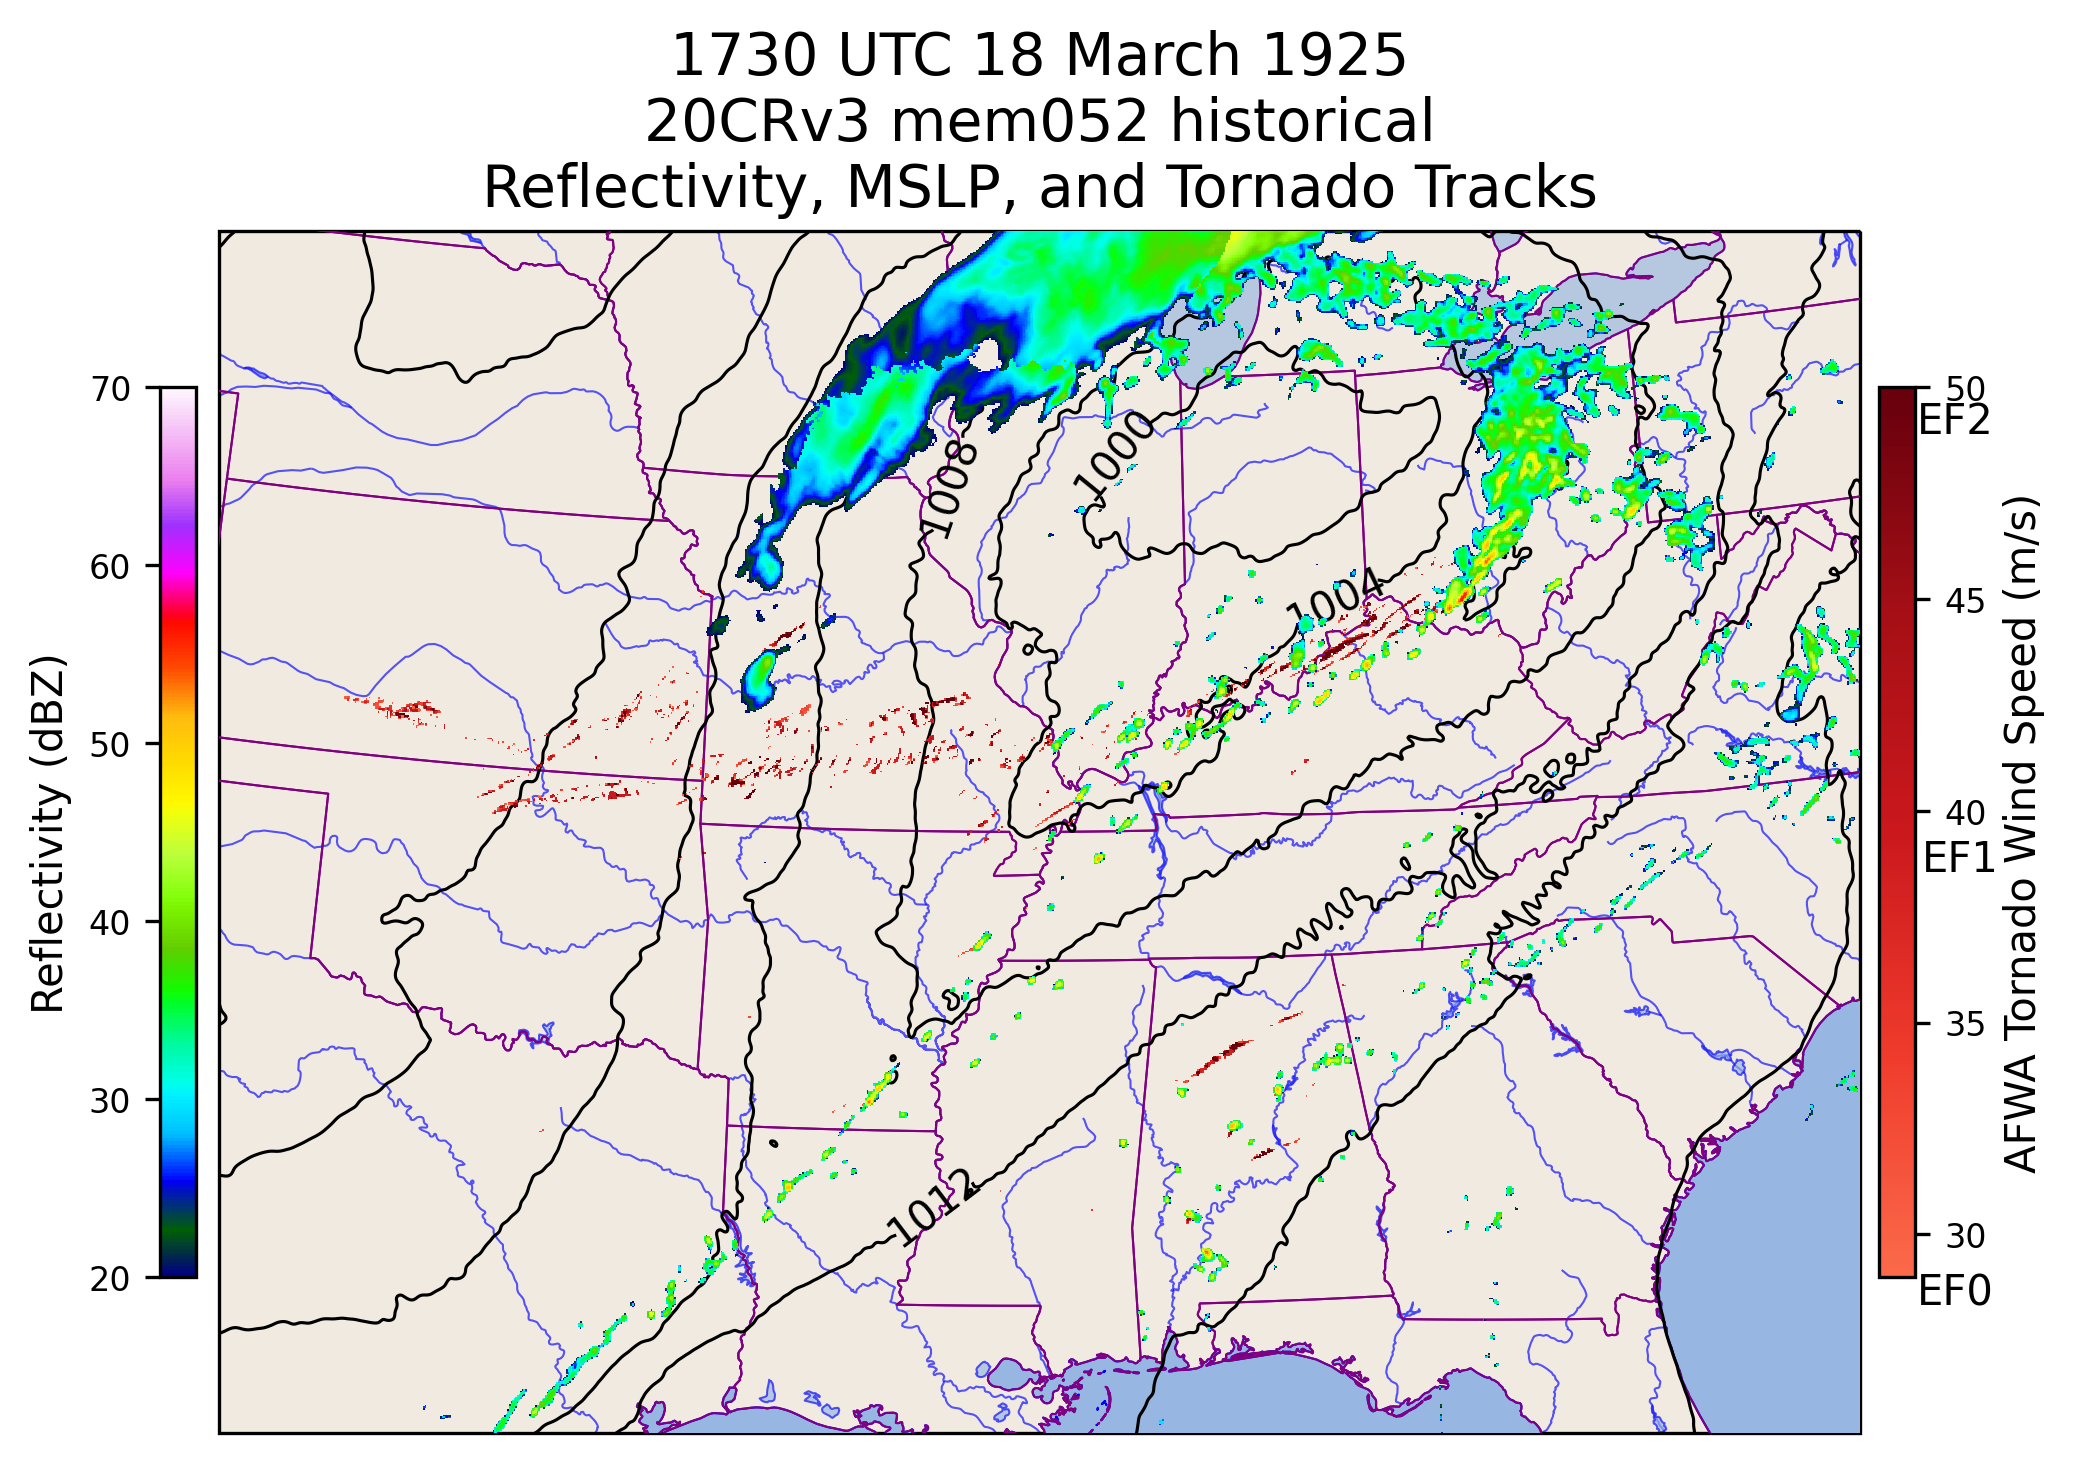 1730 UTC 18 March 1925
20CRv3 mem052 historical
Reflectivity, MSLP, and Tornado Tracks
Reflectivity (dBZ)
70
60
50
40
30
20
1008
1000
1004
1012
50
EF2
45
40
EF1
35
30
EF0
AFWA Tornado Wind Speed (m/s)